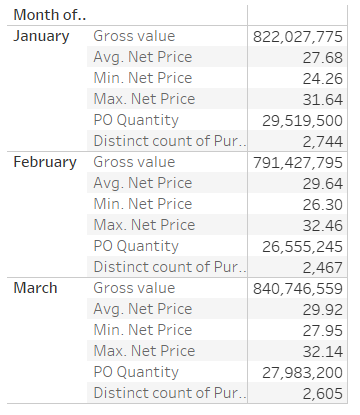 Month of..
January Gross value 822,027,775
Avg. Net Price 27.68
Min. Net Price 24.26
Max. Net Price 31.64
PO Quantity 29,519,500
Distinct count of Pur.. 2,744
February Gross value 791,427,795
Avg. Net Price 29.64
Min. Net Price 26.30
Max. Net Price 32.46
PO Quantity 26,555,245
Distinct count of Pur.. 2,467
March Gross value 840,746,559
Avg. Net Price 29.92
Min. Net Price 27.95
Max. Net Price 32.14
PO Quantity 27,983,200
Distinct count of Pur.. 2,605